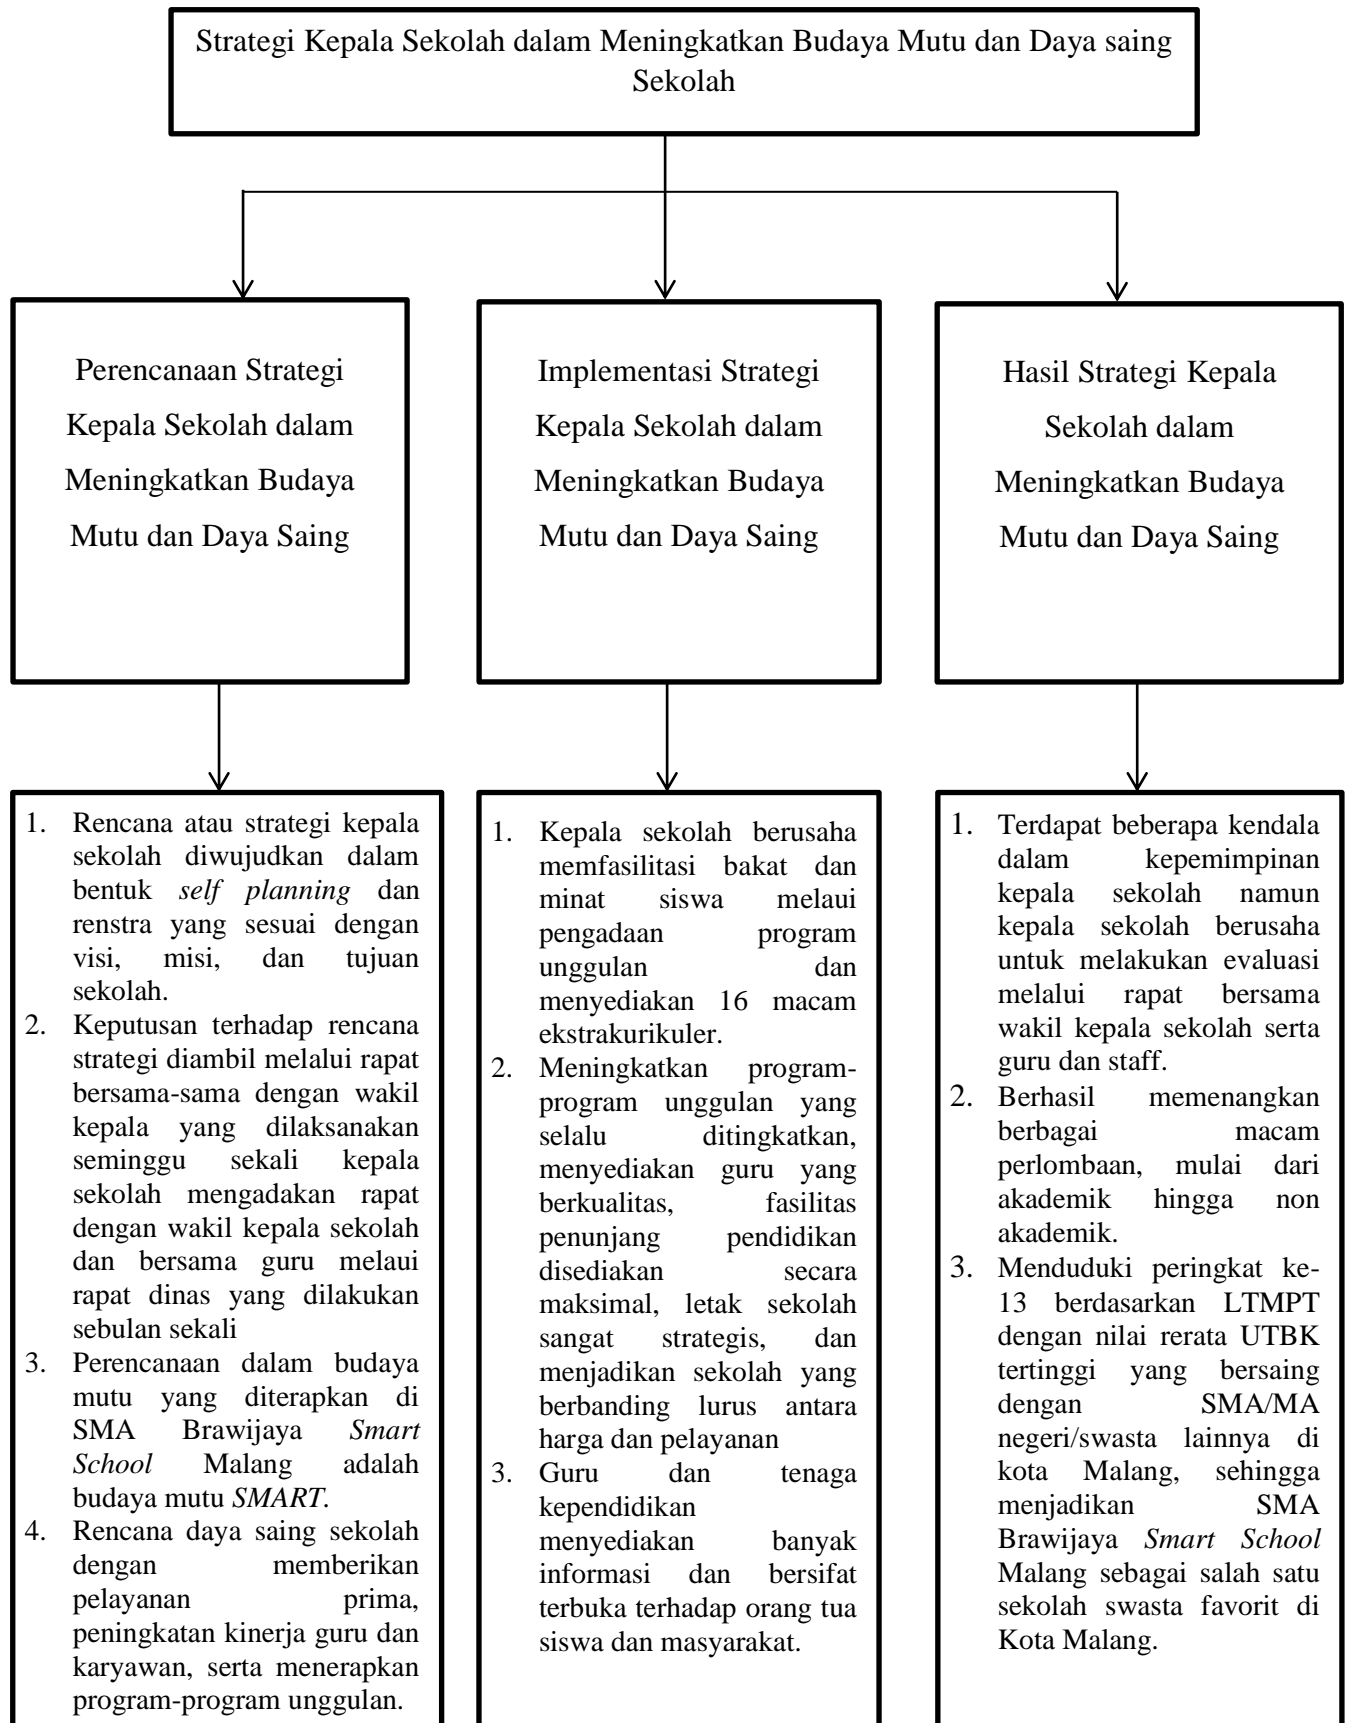 Strategi Kepala Sekolah dalam Meningkatkan Budaya Mutu dan Daya saing
Sekolah
Perencanaan Strategi
Kepala Sekolah dalam
Meningkatkan Budaya
Mutu dan Daya Saing
Implementasi Strategi
Kepala Sekolah dalam
Meningkatkan Budaya
Mutu dan Daya Saing
Hasil Strategi Kepala
Sekolah dalam
Meningkatkan Budaya
Mutu dan Daya Saing
1. Rencana atau strategi kepala
sekolah diwujudkan dalam
bentuk self planning dan
renstra yang sesuai dengan
visi, misi, dan tujuan
sekolah.
2. Keputusan terhadap rencana
strategi diambil melalui rapat
bersama-sama dengan wakil
kepala yang dilaksanakan
seminggu sekali kepala
sekolah mengadakan rapat
dengan wakil kepala sekolah
dan bersama guru melaui
rapat dinas yang dilakukan
sebulan sekali
3. Perencanaan dalam budaya
mutu yang diterapkan di
SMA Brawijaya Smart
School Malang adalah
budaya mutu SMART.
4. Rencana daya saing sekolah
dengan memberikan
pelayanan prima,
peningkatan kinerja guru dan
karyawan, serta menerapkan
program-program unggulan.
1. Kepala sekolah berusaha
memfasilitasi bakat dan
minat siswa melaui
pengadaan program
unggulan dan
menyediakan 16 macam
ekstrakurikuler.
2. Meningkatkan program-
program unggulan yang
selalu ditingkatkan,
menyediakan guru yang
berkualitas, fasilitas
penunjang pendidikan
disediakan secara
maksimal, letak sekolah
sangat strategis, dan
menjadikan sekolah yang
berbanding lurus antara
harga dan pelayanan
3. Guru dan tenaga
kependidikan
menyediakan banyak
informasi dan bersifat
terbuka terhadap orang tua
siswa dan masyarakat.
1. Terdapat beberapa kendala
dalam kepemimpinan
kepala sekolah namun
kepala sekolah berusaha
untuk melakukan evaluasi
melalui rapat bersama
wakil kepala sekolah serta
guru dan staff.
2. Berhasil memenangkan
berbagai macam
perlombaan, mulai dari
akademik hingga non
akademik.
3. Menduduki peringkat ke-
13 berdasarkan LTMPT
dengan nilai rerata UTBK
tertinggi yang bersaing
dengan SMA/MA
negeri/swasta lainnya di
kota Malang, sehingga
menjadikan SMA
Brawijaya Smart School
Malang sebagai salah satu
sekolah swasta favorit di
Kota Malang.